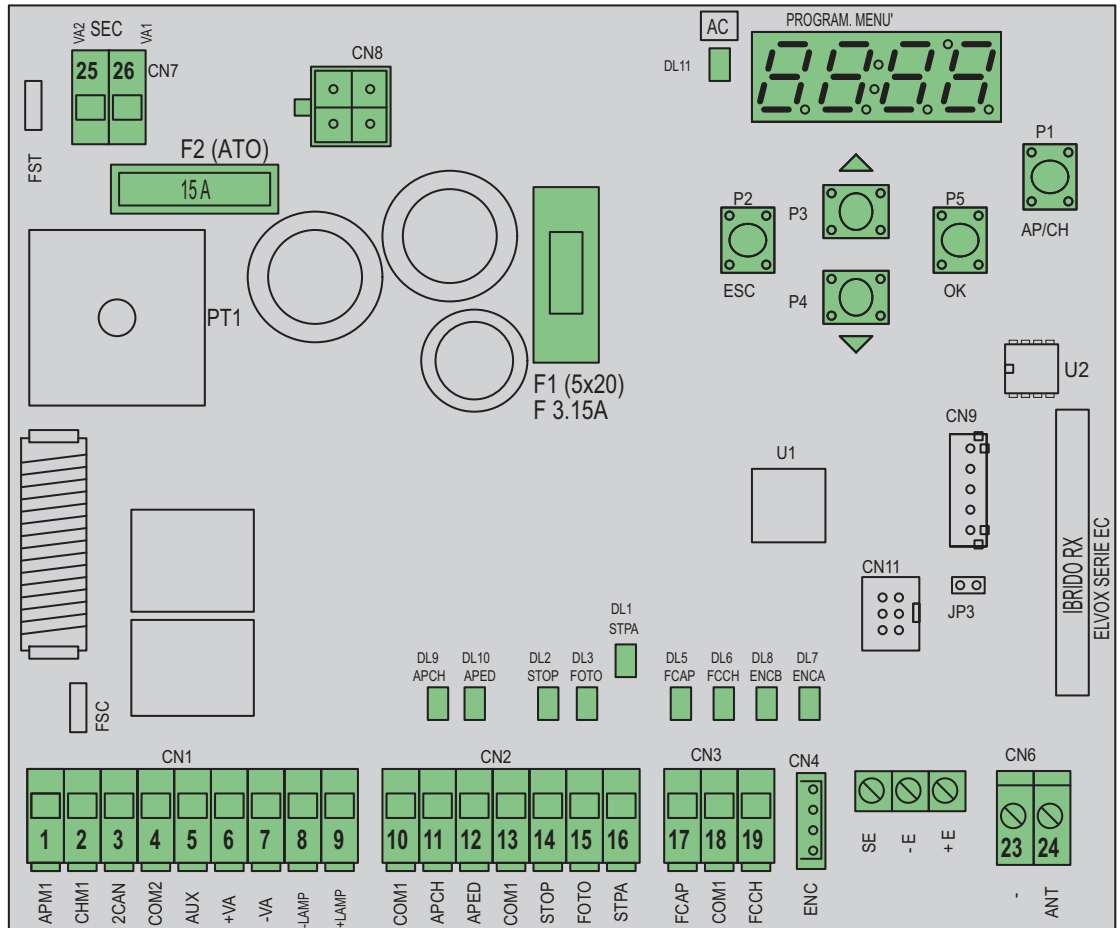 SEC
VA2
VA1
25 26
CN7
FST
CN8
AC
DL11
PROGRAM. MENU'
8888
F2 (ATO)
15 A
PT1
F1 (5x20)
F 3.15A
P1
AP/CH
P2
ESC
P3
P4
P5
OK
U2
CN9
U1
CN11
JP3
IBRIDO RX
ELVOX SERIE EC
FSC
DL1
STPA
DL9
APCH
DL10
APED
DL2
STOP
DL3
FOTO
DL5
FCAP
DL6
FCCH
DL8
ENCB
DL7
ENCA
CN1
1 2 3 4 5 6 7 8 9
APM1 CHM1 2CAN COM2 AUX +VA -VA -LAMP +LAMP
CN2
10 11 12 13 14 15 16
COM1 APCH APED COM1 STOP FOTO STPA
CN3
17 18 19
FCAP COM1 FCCH
CN4
ENC
SE - E + E
CN6
23 24
- ANT